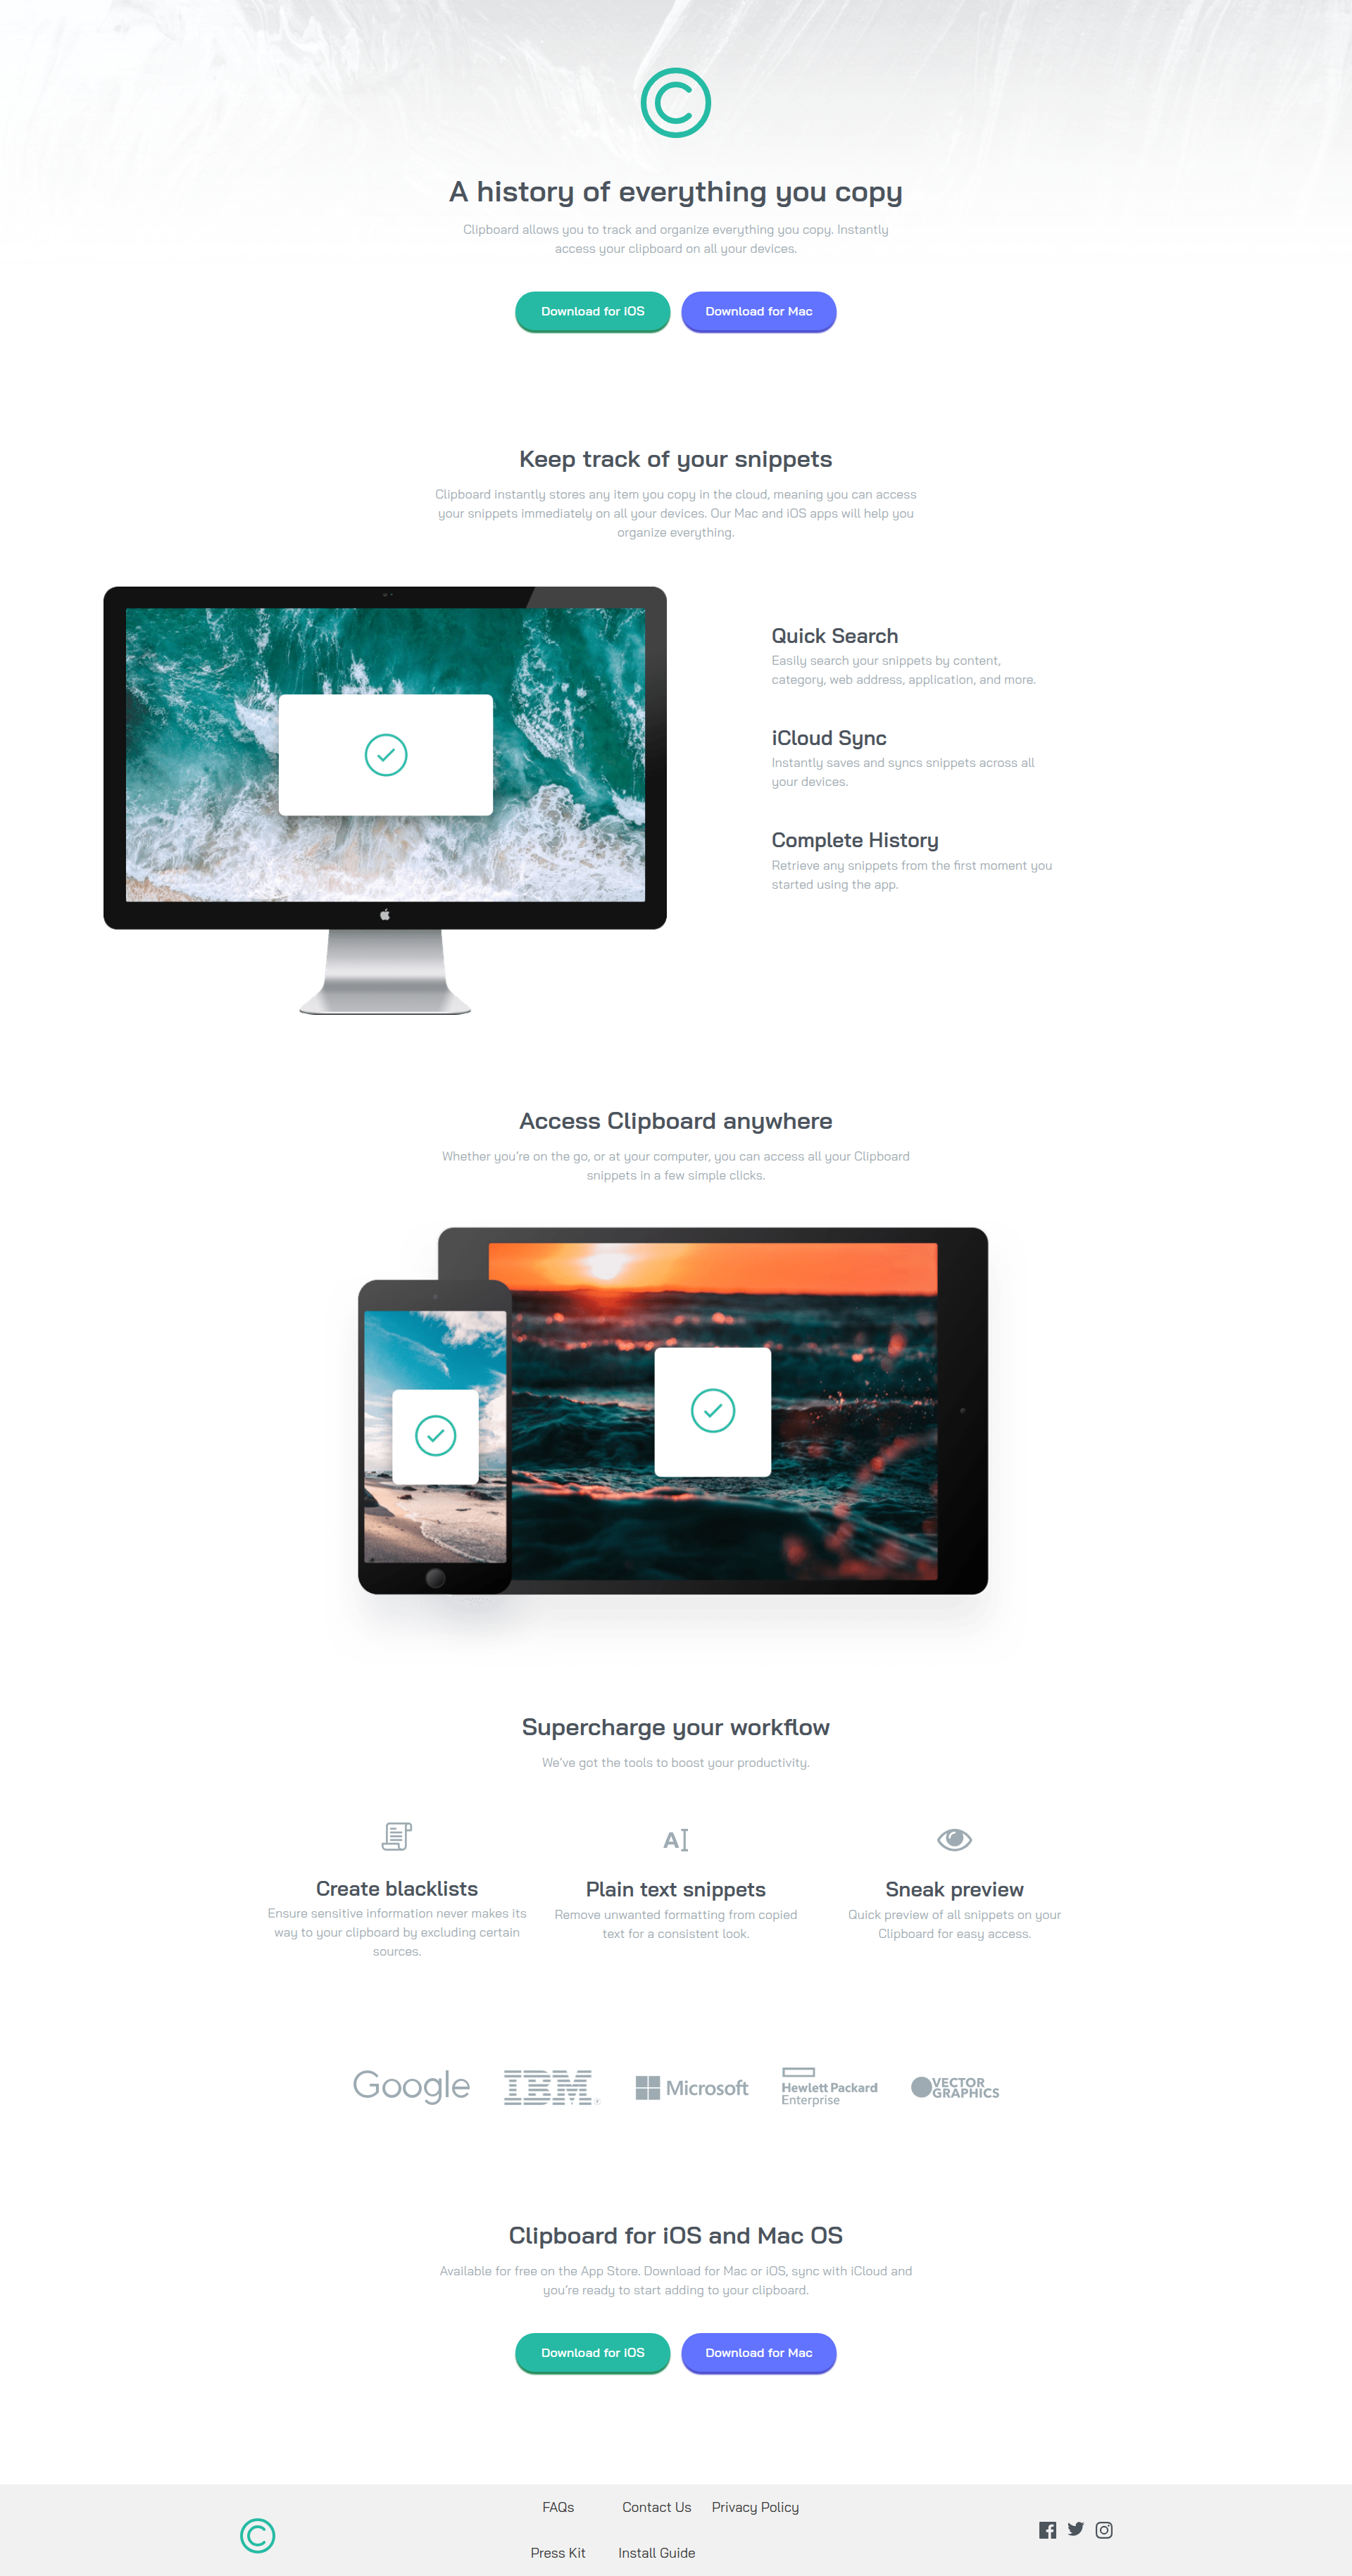 A history of everything you copy
Clipboard allows you to track and organize everything you copy. Instantly
access your clipboard on all your devices.
Download for iOS
Download for Mac
Keep track of your snippets
Clipboard instantly stores any item you copy in the cloud, meaning you can access
your snippets immediately on all your devices. Our Mac and iOS apps will help you
organize everything.
Quick Search
Easily search your snippets by content,
category, web address, application, and more.
iCloud Sync
Instantly saves and syncs snippets across all
your devices.
Complete History
Retrieve any snippets from the first moment you
started using the app.
Access Clipboard anywhere
Whether you're on the go, or at your computer, you can access all your Clipboard
snippets in a few simple clicks.
Supercharge your workflow
We've got the tools to boost your productivity.
Create blacklists
Ensure sensitive information never makes its
way to your clipboard by excluding certain
sources.
Plain text snippets
Remove unwanted formatting from copied
text for a consistent look.
Sneak preview
Quick preview of all snippets on your
Clipboard for easy access.
Google
IBM
Microsoft
Hewlett Packard
Enterprise
VECTOR
GRAPHICS
Clipboard for iOS and Mac OS
Available for free on the App Store. Download for Mac or iOS, sync with iCloud and
you're ready to start adding to your clipboard.
Download for iOS
Download for Mac
FAQs
Contact Us
Privacy Policy
Press Kit
Install Guide